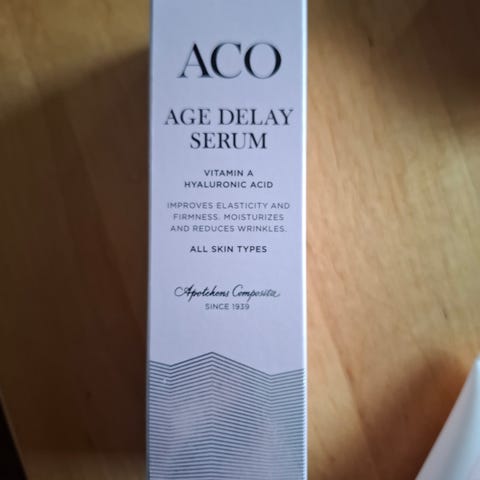 ACO
AGE DELAY
SERUM
VITAMIN A
HYALURONIC ACID
IMPROVES ELASTICITY AND
FIRMNESS. MOISTURIZES
AND REDUCES WRINKLES.
ALL SKIN TYPES
Apotekens Composita
SINCE 1939